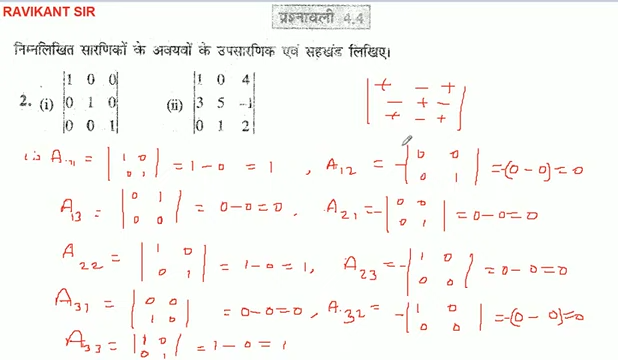 RAVIKANT SIR
प्रश्नावली 4.4
निम्नलिखित सारणिकों के अवयवों के उपसारणिक एवं सहखंड लिखिए।
2. (i) |1 0 0| (ii) |1 0 4| |+ − +|
|0 1 0| |3 5 −1| |− + −|
|0 0 1| |0 1 2| |+ − +|
(i) A₁₁ = |1 0; 0 1| = 1 − 0 = 1 , A₁₂ = −|0 0; 0 1| = −(0 − 0) = 0
A₁₃ = |0 1; 0 0| = 0 − 0 = 0 , A₂₁ = −|0 0; 0 1| = 0 − 0 = 0
A₂₂ = |1 0; 0 1| = 1 − 0 = 1, A₂₃ = −|1 0; 0 0| = 0 − 0 = 0
A₃₁ = |0 0; 1 0| = 0 − 0 = 0 , A₃₂ = −|1 0; 0 0| = −(0 − 0) = 0
A₃₃ = |1 0; 0 1| = 1 − 0 = 1